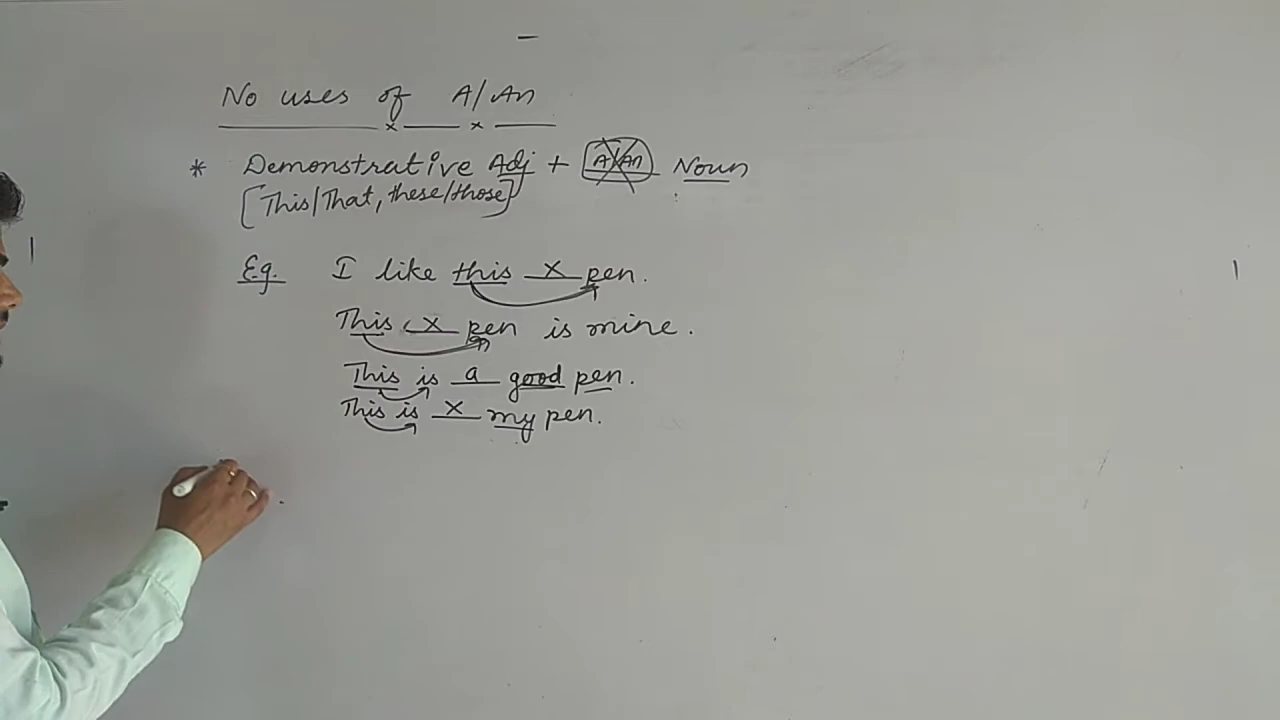 No uses of A/An
* Demonstrative Adj + A/An Noun
[This/That, these/those]
E.g. I like this x pen.
This x pen is mine.
This is a good pen.
This is x my pen.